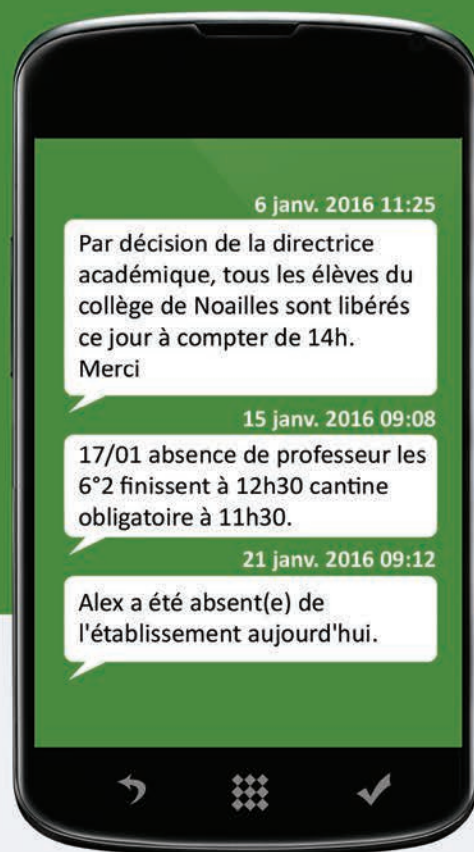 6 janv. 2016 11:25
Par décision de la directrice
académique, tous les élèves du
collège de Noailles sont libérés
ce jour à compter de 14h.
Merci
15 janv. 2016 09:08
17/01 absence de professeur les
6°2 finissent à 12h30 cantine
obligatoire à 11h30.
21 janv. 2016 09:12
Alex a été absent(e) de
l'établissement aujourd'hui.